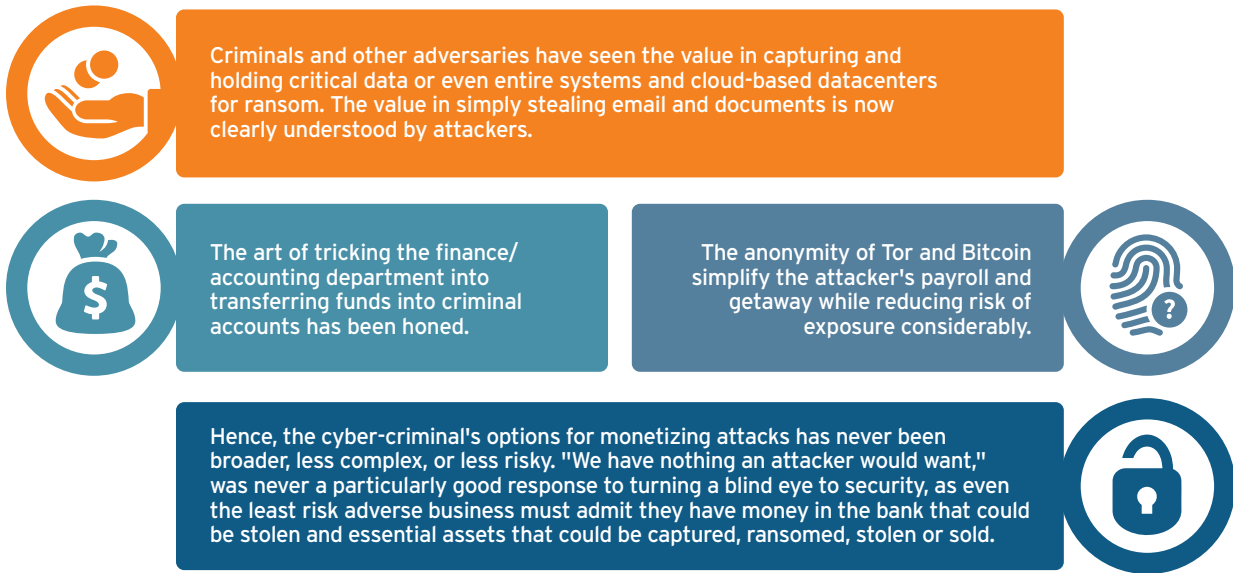 Criminals and other adversaries have seen the value in capturing and
holding critical data or even entire systems and cloud-based datacenters
for ransom. The value in simply stealing email and documents is now
clearly understood by attackers.
$
The art of tricking the finance/
accounting department into
transferring funds into criminal
accounts has been honed.
The anonymity of Tor and Bitcoin
simplify the attacker's payroll and
getaway while reducing risk of
exposure considerably.
?
Hence, the cyber-criminal's options for monetizing attacks has never been
broader, less complex, or less risky. "We have nothing an attacker would want,"
was never a particularly good response to turning a blind eye to security, as even
the least risk adverse business must admit they have money in the bank that could
be stolen and essential assets that could be captured, ransomed, stolen or sold.